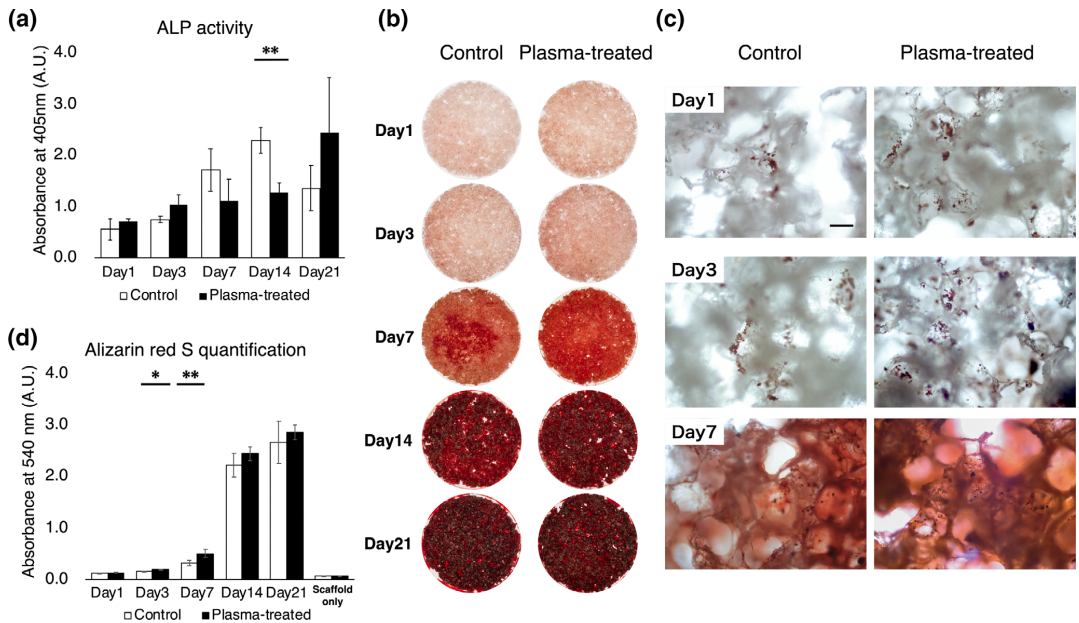 (a)
ALP activity
Absorbance at 405nm (A.U.)
4.0
3.0
2.0
1.0
0.0
**
Day1 Day3 Day7 Day14 Day21
Control Plasma-treated
(b)
Control Plasma-treated
Day1
Day3
Day7
Day14
Day21
(c)
Control Plasma-treated
Day1
Day3
Day7
(d)
Alizarin red S quantification
Absorbance at 540 nm (A.U.)
4.0
3.0
2.0
1.0
0.0
* **
Day1 Day3 Day7 Day14 Day21 Scaffold
only
Control Plasma-treated